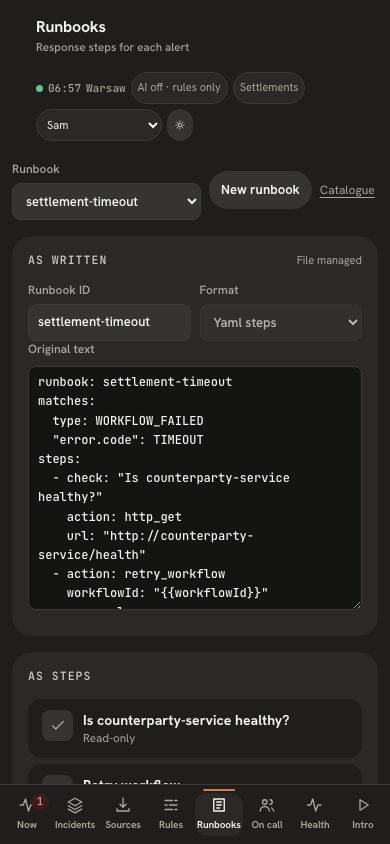 Runbooks
Response steps for each alert
06:57 Warsaw
AI off · rules only
Settlements
Sam
Runbook
settlement-timeout
New runbook
Catalogue
AS WRITTEN
File managed
Runbook ID
Format
settlement-timeout
Yaml steps
Original text
runbook: settlement-timeout
matches:
type: WORKFLOW_FAILED
"error.code": TIMEOUT
steps:
- check: "Is counterparty-service
healthy?"
action: http_get
url: "http://counterparty-
service/health"
- action: retry_workflow
workflowId: "{{workflowId}}"
AS STEPS
Is counterparty-service healthy?
Read-only
Retry workflow
1
Now
Incidents
Sources
Rules
Runbooks
On call
Health
Intro